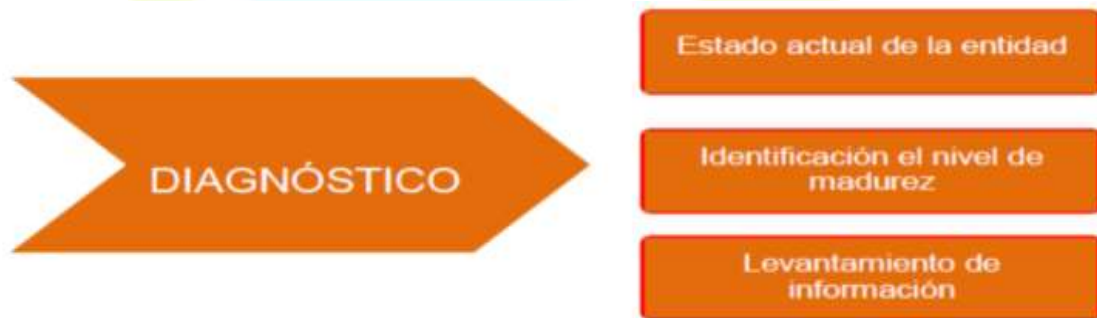 DIAGNÓSTICO
Estado actual de la entidad
Identificación el nivel de
madurez
Levantamiento de
información